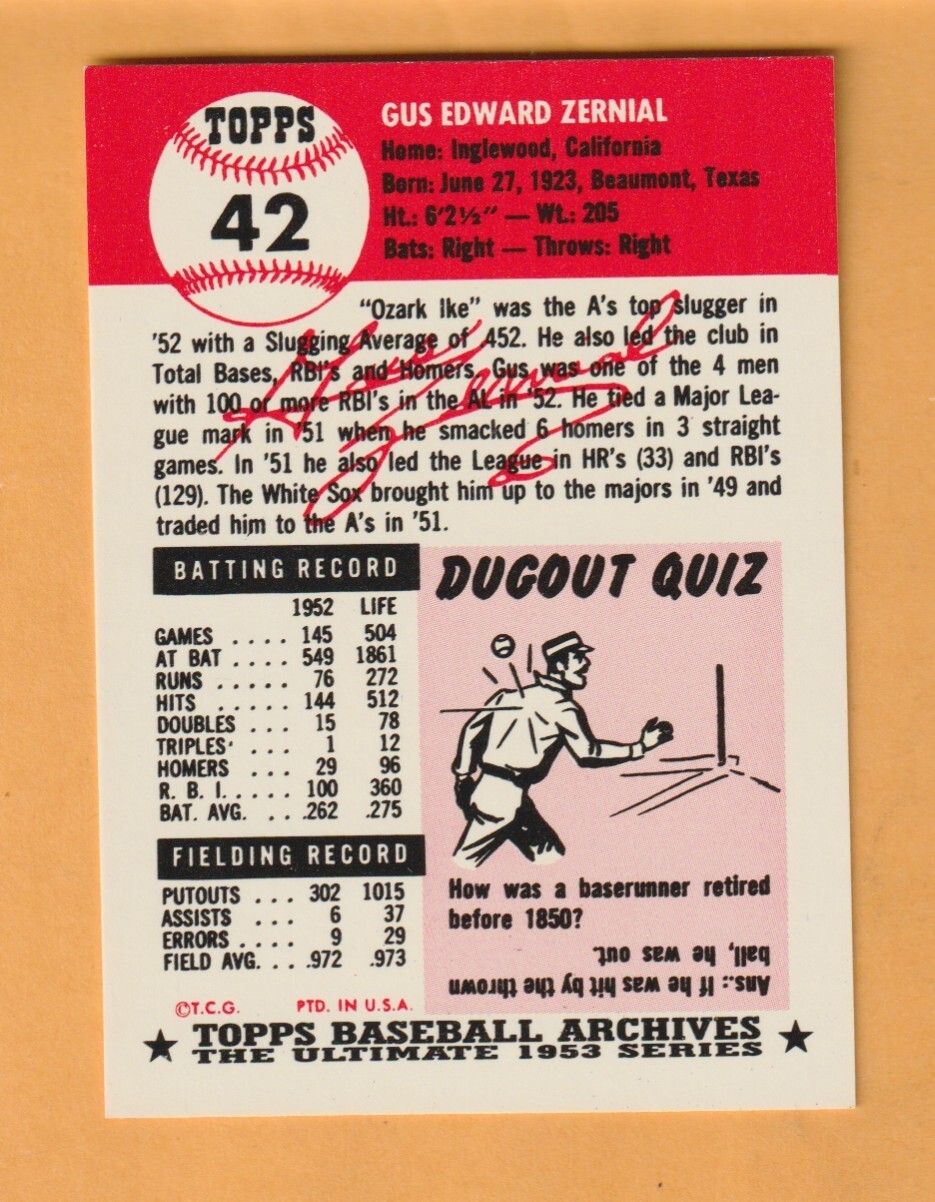 TOPPS
42
GUS EDWARD ZERNIAL
Home: Inglewood, California
Born: June 27, 1923, Beaumont, Texas
Ht.: 6'2½" — Wt.: 205
Bats: Right — Throws: Right
"Ozark Ike" was the A's top slugger in
'52 with a Slugging Average of .452. He also led the club in
Total Bases, RBI's and Homers. Gus was one of the 4 men
with 100 or more RBI's in the AL in '52. He tied a Major Lea-
gue mark in '51 when he smacked 6 homers in 3 straight
games. In '51 he also led the League in HR's (33) and RBI's
(129). The White Sox brought him up to the majors in '49 and
traded him to the A's in '51.
Gus Zernial
BATTING RECORD
1952 LIFE
GAMES .... 145 504
AT BAT .... 549 1861
RUNS ..... 76 272
HITS ..... 144 512
DOUBLES ... 15 78
TRIPLES ... 1 12
HOMERS ... 29 96
R. B. I. .... 100 360
BAT. AVG. ... .262 .275
FIELDING RECORD
PUTOUTS ... 302 1015
ASSISTS ... 6 37
ERRORS .... 9 29
FIELD AVG. ... .972 .973
©T.C.G. PTD. IN U.S.A.
DUGOUT QUIZ
How was a baserunner retired
before 1850?
Ans.: If he was hit by the thrown
ball, he was out.
★ TOPPS BASEBALL ARCHIVES ★
THE ULTIMATE 1953 SERIES